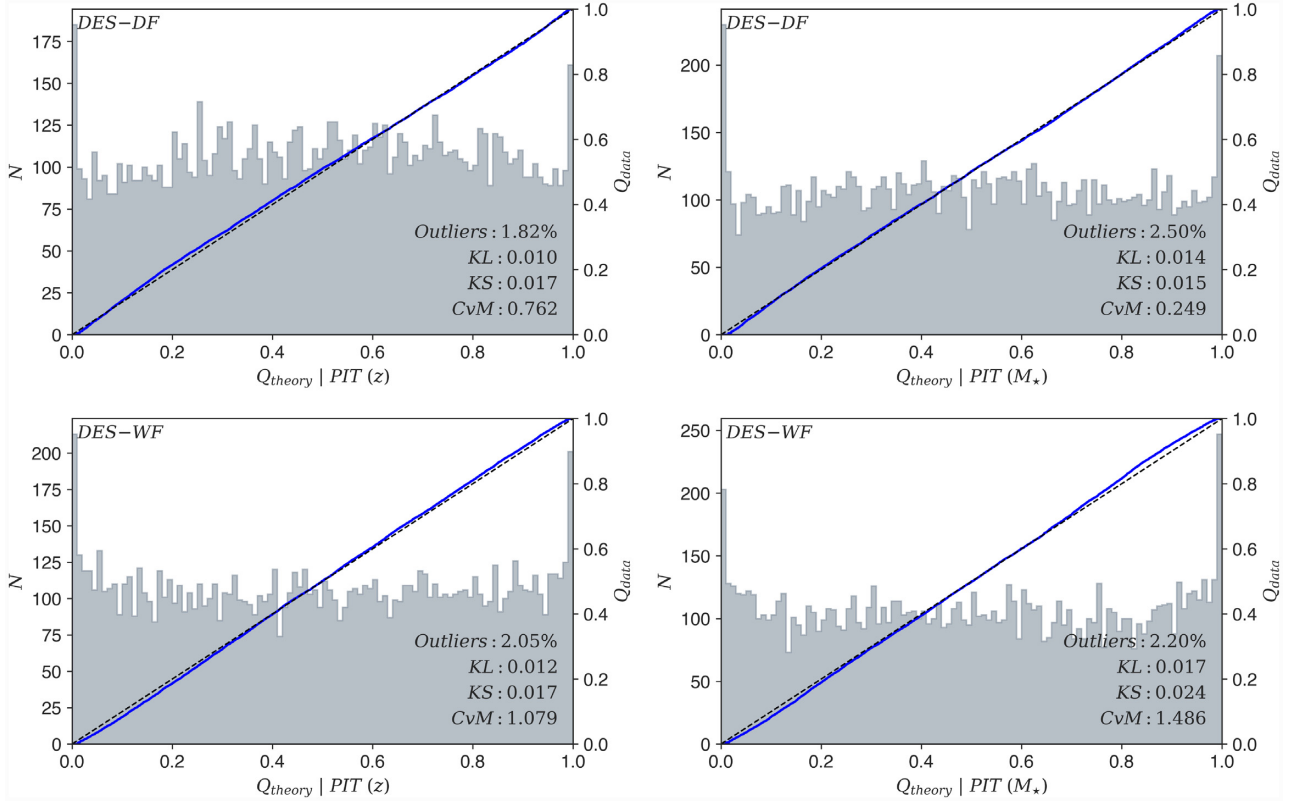 DES−DF
175
150
125
100
75
50
25
0
N
1.0
0.8
0.6
0.4
0.2
0.0
Q_data
Outliers : 1.82%
KL : 0.010
KS : 0.017
CvM : 0.762
0.0 0.2 0.4 0.6 0.8 1.0
Q_theory | PIT (z)
DES−DF
200
150
100
50
0
N
1.0
0.8
0.6
0.4
0.2
0.0
Q_data
Outliers : 2.50%
KL : 0.014
KS : 0.015
CvM : 0.249
0.0 0.2 0.4 0.6 0.8 1.0
Q_theory | PIT (M⋆)
DES−WF
200
175
150
125
100
75
50
25
0
N
1.0
0.8
0.6
0.4
0.2
0.0
Q_data
Outliers : 2.05%
KL : 0.012
KS : 0.017
CvM : 1.079
0.0 0.2 0.4 0.6 0.8 1.0
Q_theory | PIT (z)
DES−WF
250
200
150
100
50
0
N
1.0
0.8
0.6
0.4
0.2
0.0
Q_data
Outliers : 2.20%
KL : 0.017
KS : 0.024
CvM : 1.486
0.0 0.2 0.4 0.6 0.8 1.0
Q_theory | PIT (M⋆)